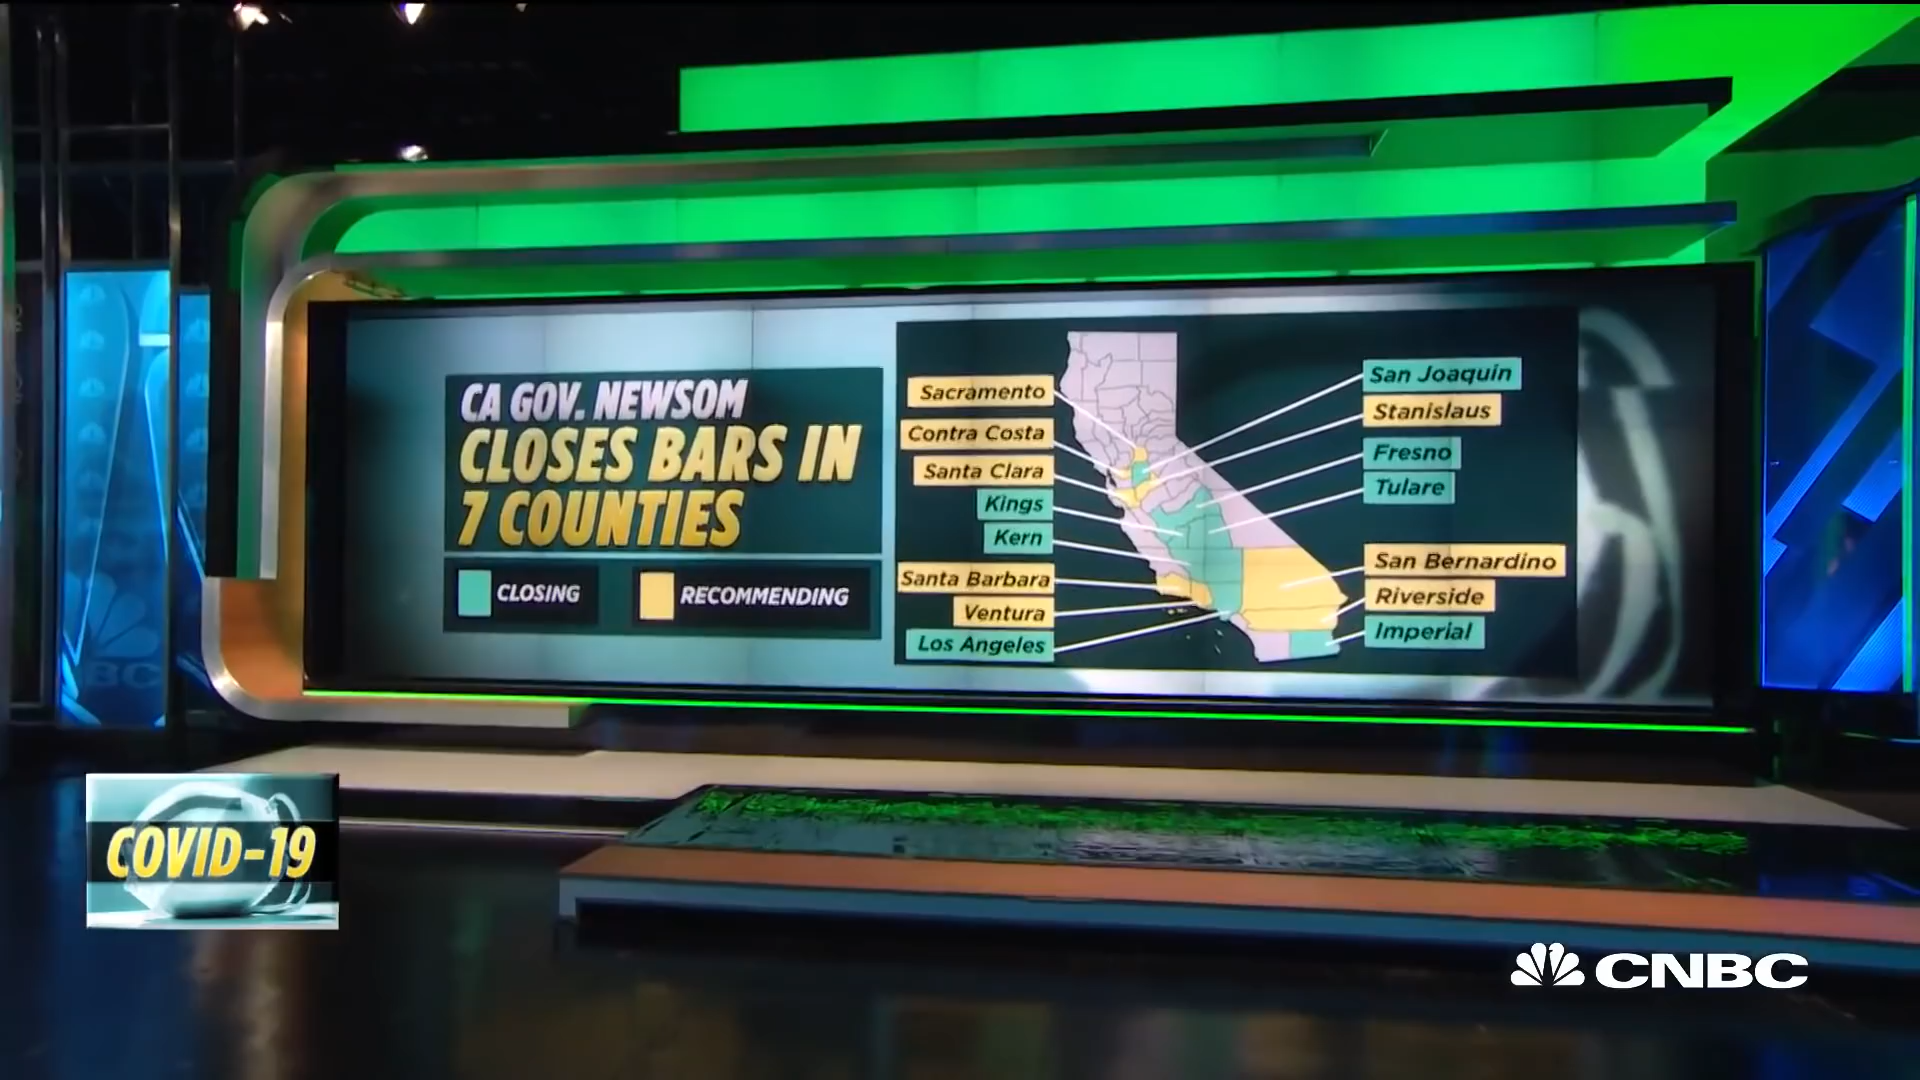 CA GOV. NEWSOM
CLOSES BARS IN
7 COUNTIES
CLOSING
RECOMMENDING
Sacramento
Contra Costa
Santa Clara
Kings
Kern
Santa Barbara
Ventura
Los Angeles
San Joaquin
Stanislaus
Fresno
Tulare
San Bernardino
Riverside
Imperial
COVID-19
CNBC